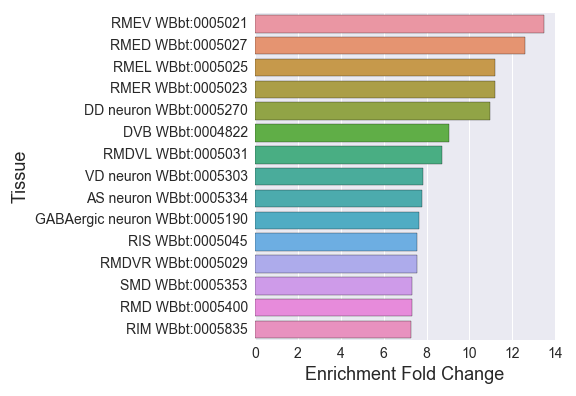 RMEV WBbt:0005021
RMED WBbt:0005027
RMEL WBbt:0005025
RMER WBbt:0005023
DD neuron WBbt:0005270
DVB WBbt:0004822
RMDVL WBbt:0005031
VD neuron WBbt:0005303
AS neuron WBbt:0005334
GABAergic neuron WBbt:0005190
RIS WBbt:0005045
RMDVR WBbt:0005029
SMD WBbt:0005353
RMD WBbt:0005400
RIM WBbt:0005835
Tissue
0 2 4 6 8 10 12 14
Enrichment Fold Change